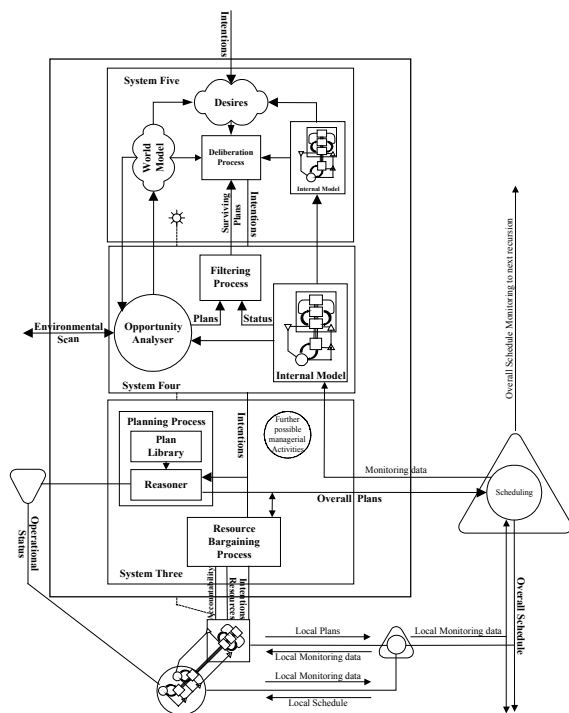 Intentions
System Five
Desires
World
Model
Deliberation
Process
Internal Model
Surviving
Plans
Intentions
Filtering
Process
Environmental
Scan
Opportunity
Analyser
Plans
Status
Internal Model
System Four
Overall Schedule Monitoring to next recursion
Planning Process
Plan
Library
Reasoner
Intentions
Further
possible
managerial
Activities
Monitoring data
Scheduling
Overall Plans
Operational
Status
Resource
Bargaining
Process
System Three
Accountability
Resources
Intentions
Overall Schedule
Local Plans
Local Monitoring data
Local Monitoring data
Local Monitoring data
Local Schedule